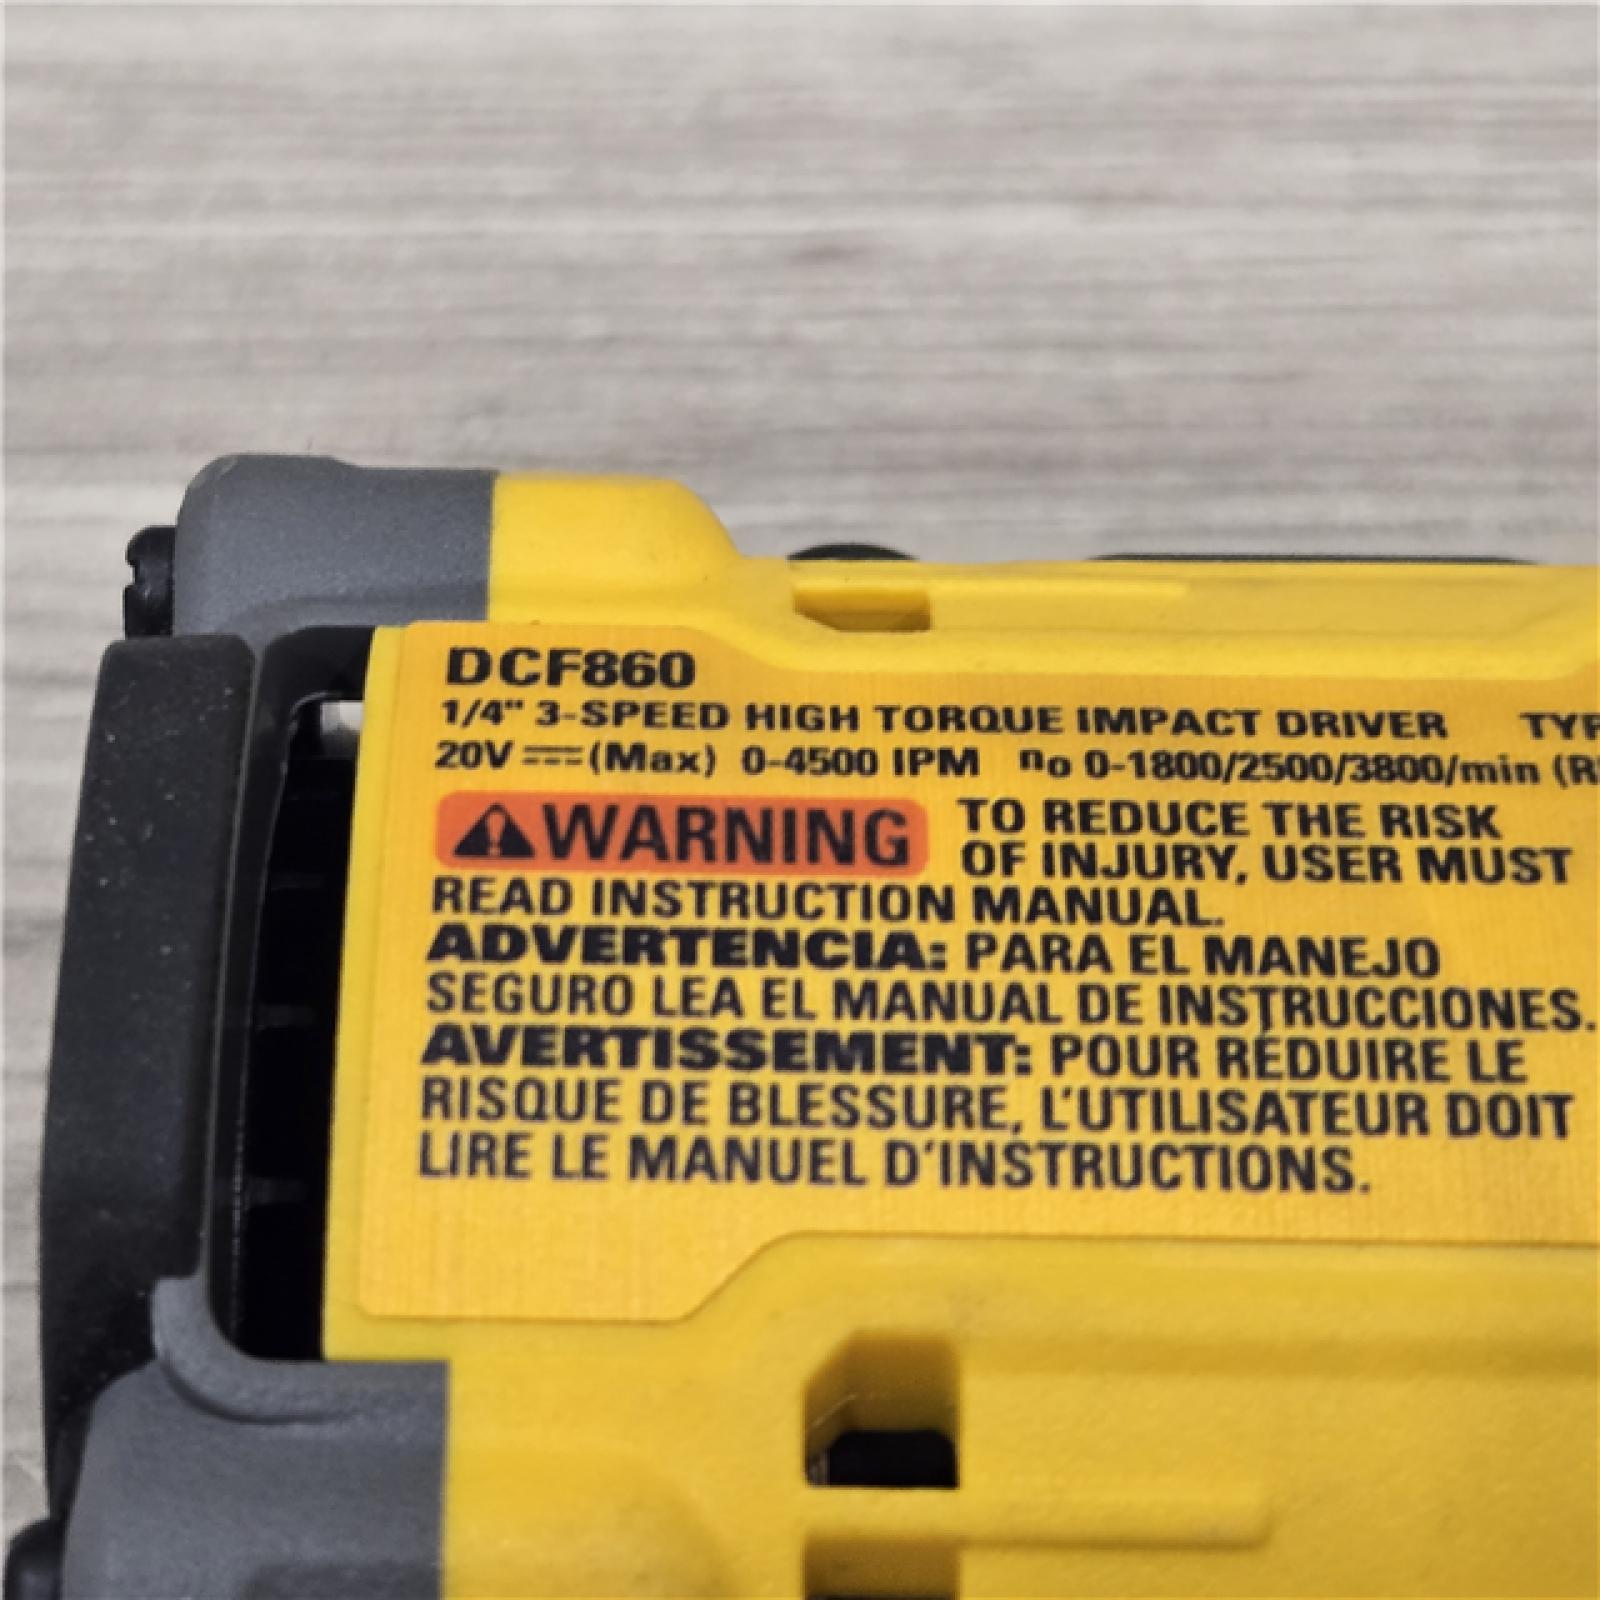 DCF860
1/4" 3-SPEED HIGH TORQUE IMPACT DRIVER TYP
20V ⎓ (Max) 0-4500 IPM no 0-1800/2500/3800/min (R
⚠WARNING TO REDUCE THE RISK
OF INJURY, USER MUST
READ INSTRUCTION MANUAL.
ADVERTENCIA: PARA EL MANEJO
SEGURO LEA EL MANUAL DE INSTRUCCIONES.
AVERTISSEMENT: POUR RÉDUIRE LE
RISQUE DE BLESSURE, L'UTILISATEUR DOIT
LIRE LE MANUEL D'INSTRUCTIONS.